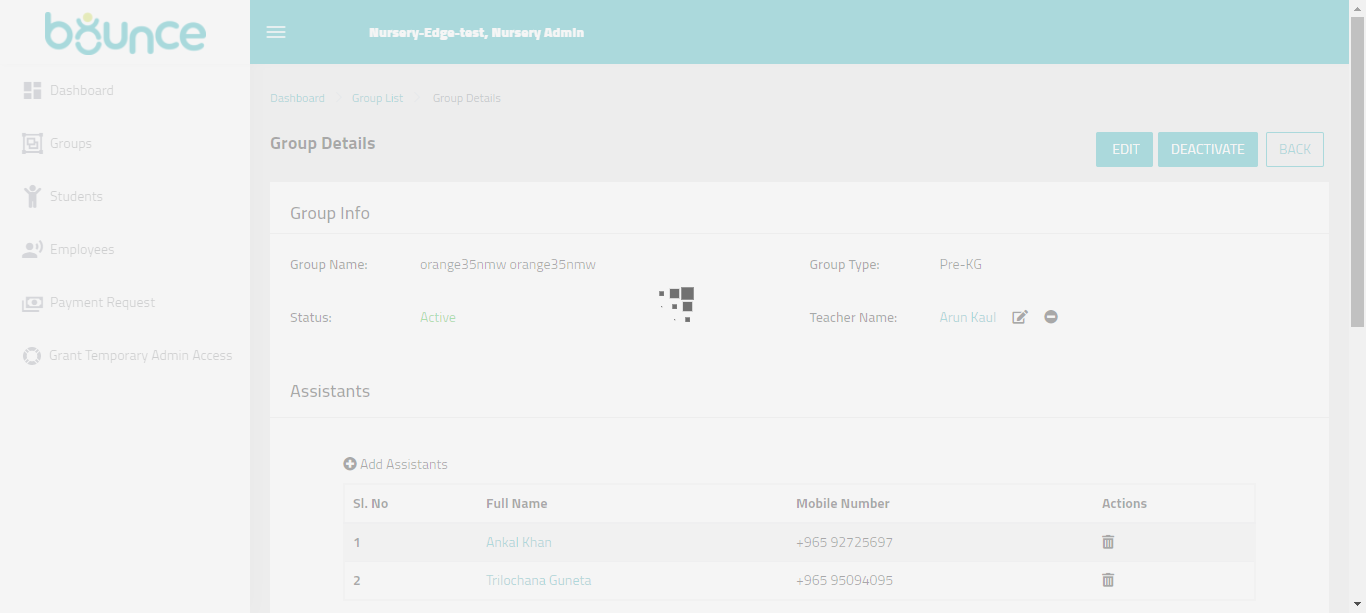 bounce
Nursery-Edge-test, Nursery Admin
Dashboard
Groups
Students
Employees
Payment Request
Grant Temporary Admin Access
Dashboard Group List Group Details
Group Details
EDIT DEACTIVATE BACK
Group Info
Group Name: orange35nmw orange35nmw Group Type: Pre-KG
Status: Active Teacher Name: Arun Kaul
Assistants
Add Assistants
Sl. No Full Name Mobile Number Actions
1 Ankal Khan +965 92725697
2 Trilochana Guneta +965 95094095